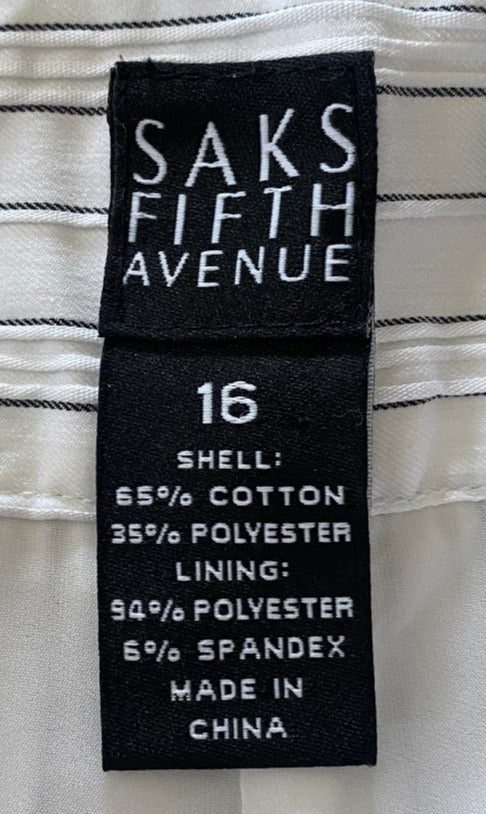 SAKS
FIFTH
AVENUE
16
SHELL:
65% COTTON
35% POLYESTER
LINING:
94% POLYESTER
6% SPANDEX
MADE IN
CHINA